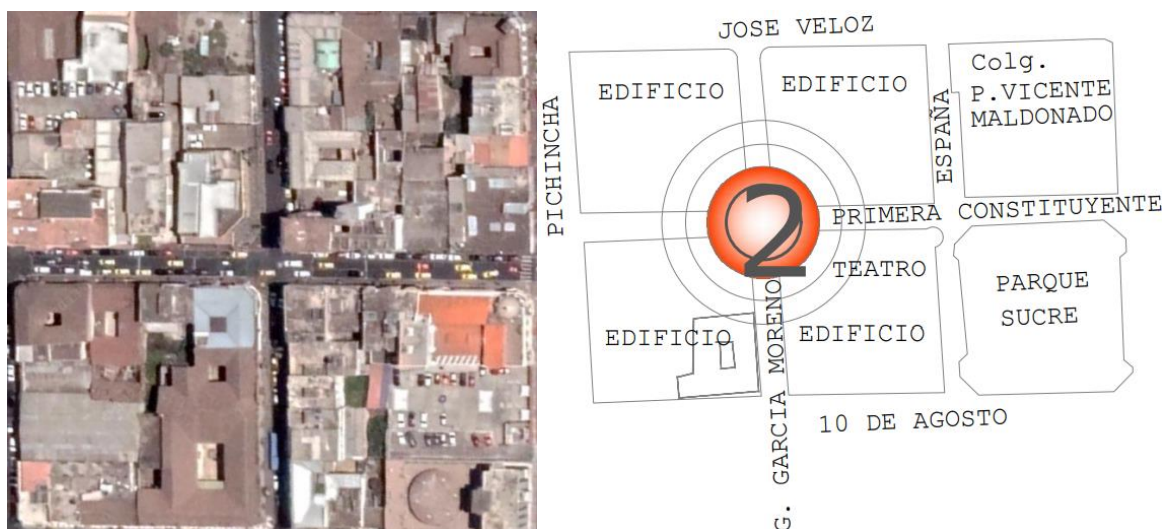 JOSE VELOZ
EDIFICIO
EDIFICIO
Colg.
P.VICENTE
MALDONADO
PICHINCHA
ESPAÑA
2
PRIMERA CONSTITUYENTE
TEATRO
PARQUE
SUCRE
EDIFICIO
EDIFICIO
G. GARCIA MORENO
10 DE AGOSTO